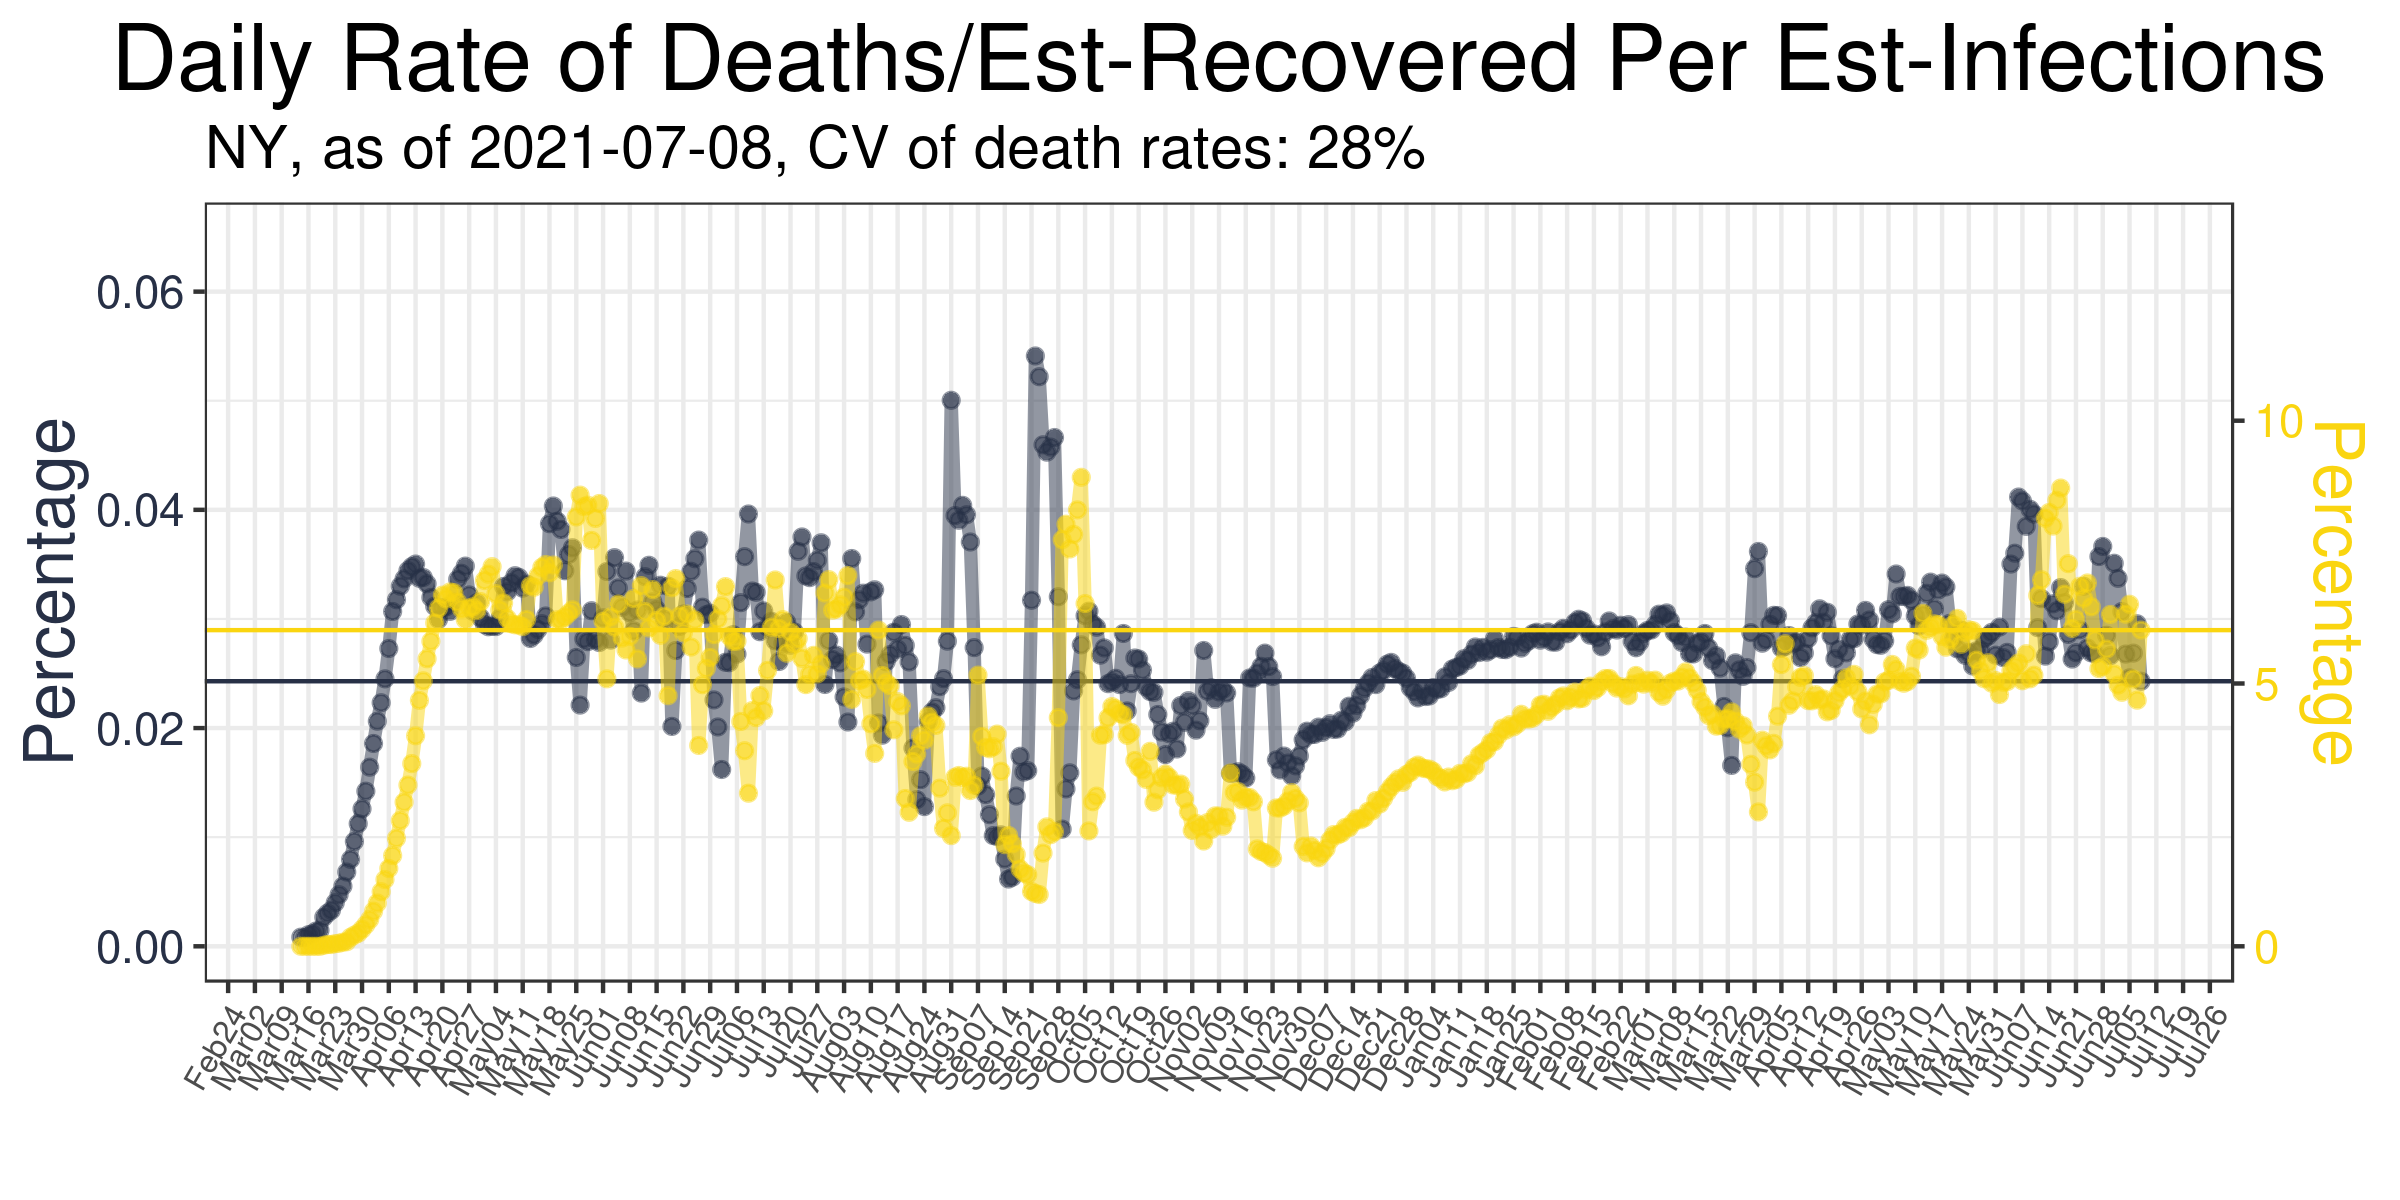 Daily Rate of Deaths/Est-Recovered Per Est-Infections
NY, as of 2021-07-08, CV of death rates: 28%
Percentage
0.06
0.04
0.02
0.00
10
5
0
Percentage
Feb24
Mar02
Mar09
Mar16
Mar23
Mar30
Apr06
Apr13
Apr20
Apr27
May04
May11
May18
May25
Jun01
Jun08
Jun15
Jun22
Jun29
Jul06
Jul13
Jul20
Jul27
Aug03
Aug10
Aug17
Aug24
Aug31
Sep07
Sep14
Sep21
Sep28
Oct05
Oct12
Oct19
Oct26
Nov02
Nov09
Nov16
Nov23
Nov30
Dec07
Dec14
Dec21
Dec28
Jan04
Jan11
Jan18
Jan25
Feb01
Feb08
Feb15
Feb22
Mar01
Mar08
Mar15
Mar22
Mar29
Apr05
Apr12
Apr19
Apr26
May03
May10
May17
May24
May31
Jun07
Jun14
Jun21
Jun28
Jul05
Jul12
Jul19
Jul26